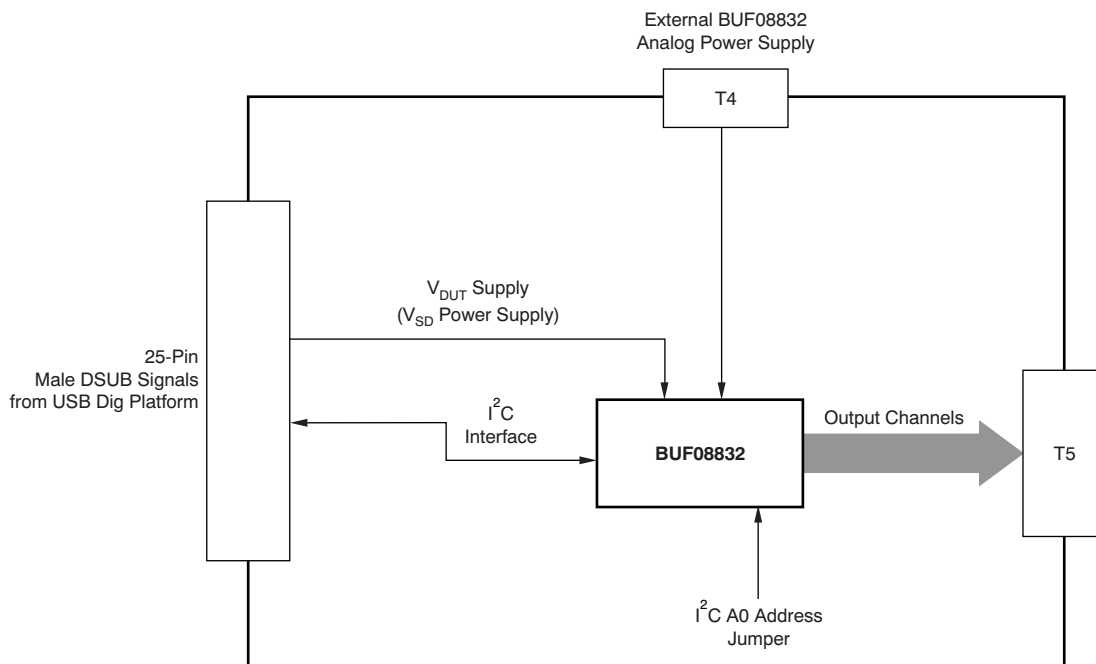 External BUF08832
Analog Power Supply
T4
V_DUT Supply
(V_SD Power Supply)
25-Pin
Male DSUB Signals
from USB Dig Platform
I²C
Interface
BUF08832
Output Channels
T5
I²C A0 Address
Jumper